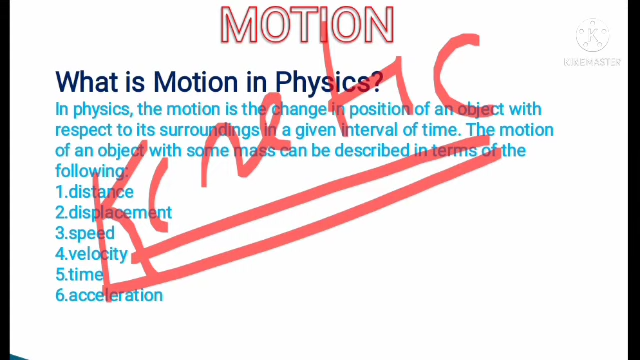 MOTION
KINEMASTER
What is Motion in Physics?
In physics, the motion is the change in position of an object with
respect to its surroundings in a given interval of time. The motion
of an object with some mass can be described in terms of the
following:
1.distance
2.displacement
3.speed
4.velocity
5.time
6.acceleration